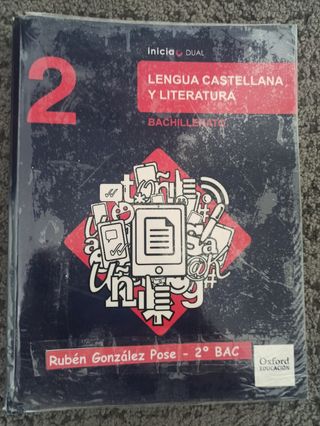 inicia DUAL
2
LENGUA CASTELLANA
Y LITERATURA
BACHILLERATO
Rubén González Pose - 2º BAC
Oxford
EDUCACIÓN